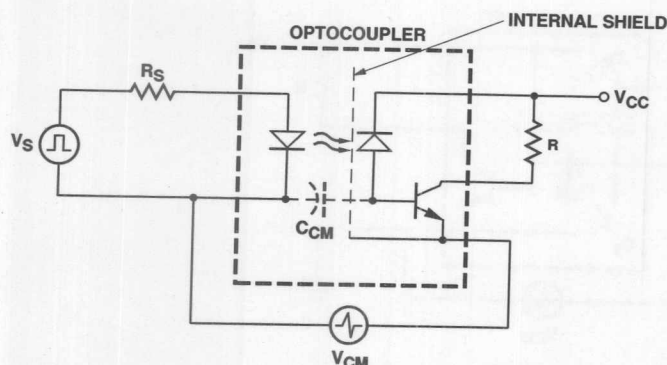 INTERNAL SHIELD
OPTOCOUPLER
RS
VCC
VS
R
CCM
VCM